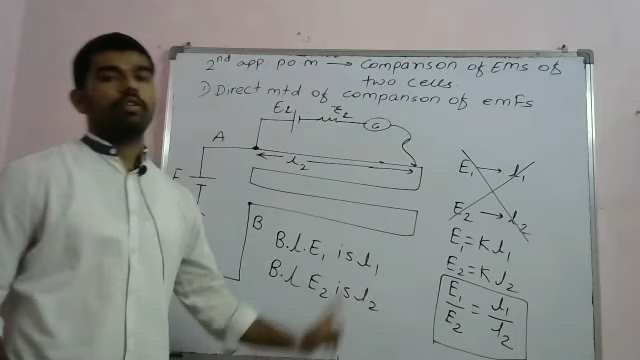 2nd app po m → Comparison of Ems of
two cells
1) Direct mtd of comparison of emFs
E2
r2
G
A
l2
E
B
E1 → l1
E2 → l2
B.l. E1 is l1
B.l E2 is l2
E1 = K l1
E2 = K l2
E1/E2 = l1/l2